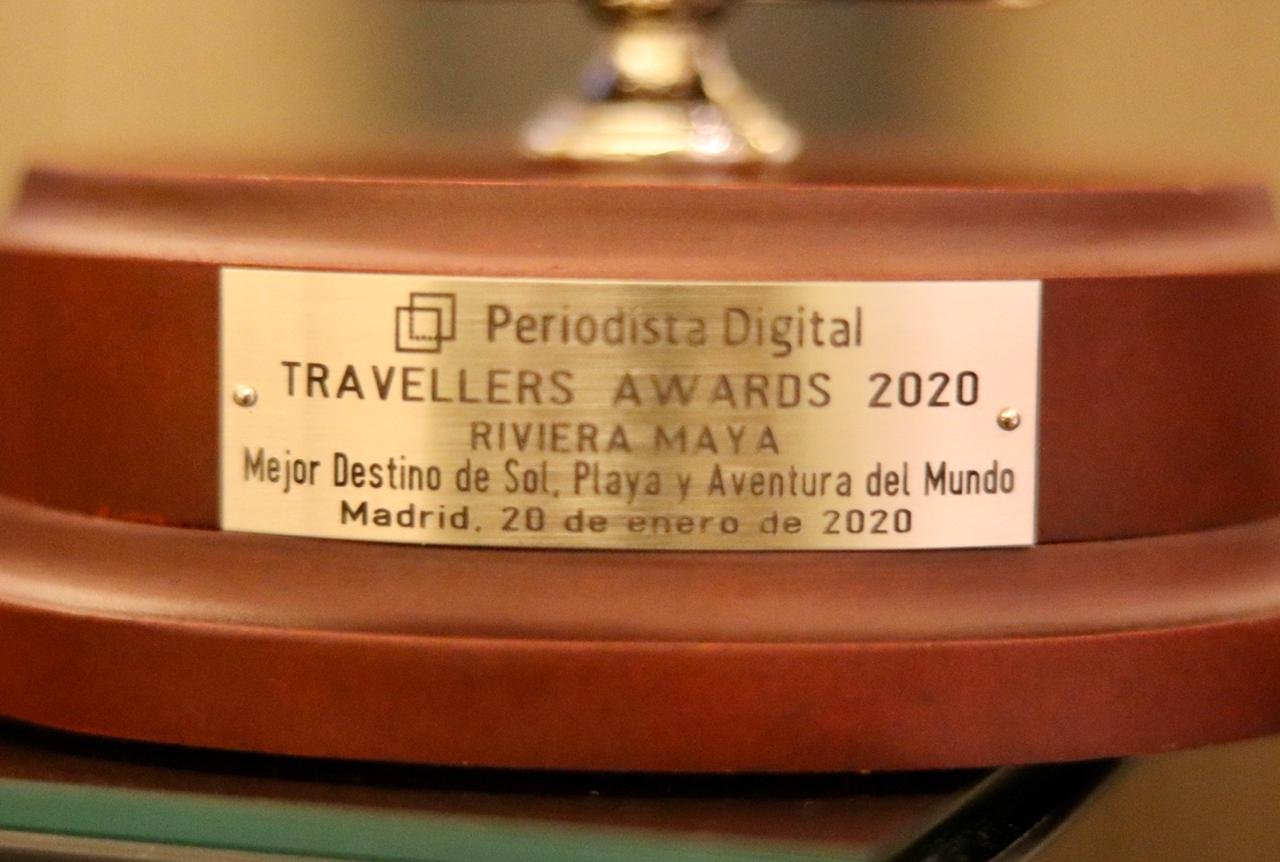 Periodista Digital
TRAVELLERS AWARDS 2020
RIVIERA MAYA
Mejor Destino de Sol, Playa y Aventura del Mundo
Madrid, 20 de enero de 2020